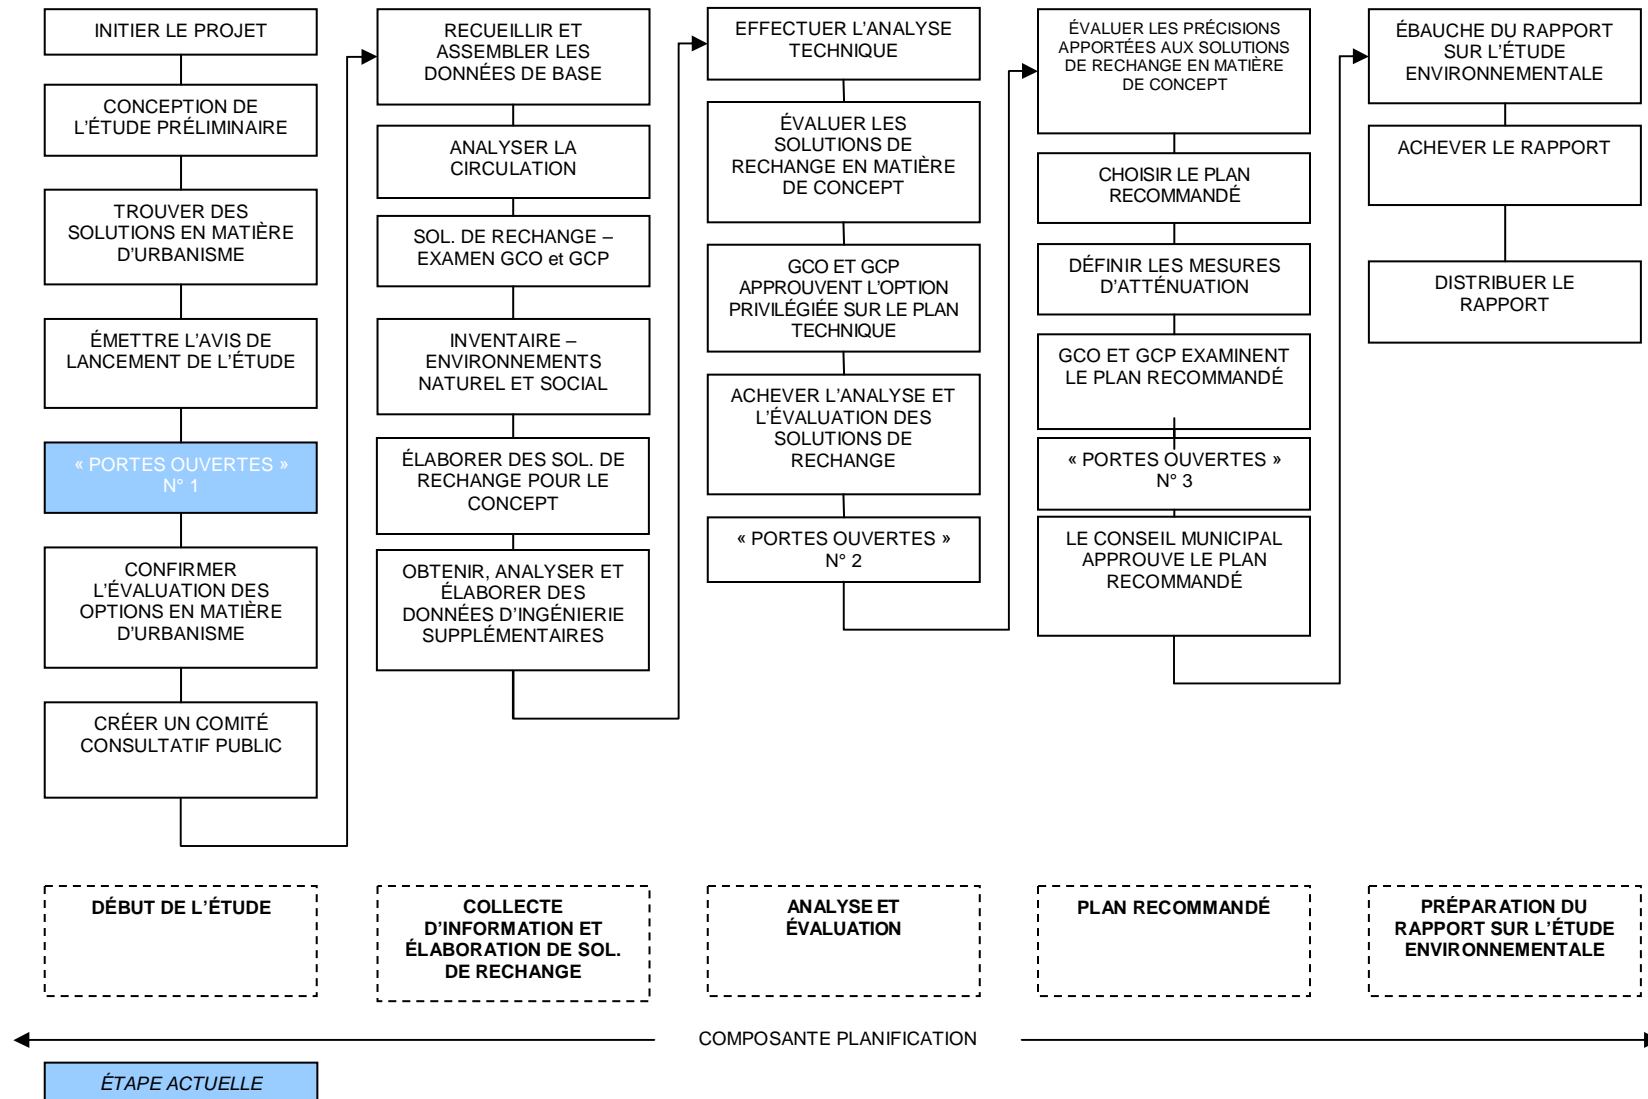 INITIER LE PROJET
CONCEPTION DE
L'ÉTUDE PRÉLIMINAIRE
TROUVER DES
SOLUTIONS EN MATIÈRE
D'URBANISME
ÉMETTRE L'AVIS DE
LANCEMENT DE L'ÉTUDE
« PORTES OUVERTES »
N° 1
CONFIRMER
L'ÉVALUATION DES
OPTIONS EN MATIÈRE
D'URBANISME
CRÉER UN COMITÉ
CONSULTATIF PUBLIC
RECUEILLIR ET
ASSEMBLER LES
DONNÉES DE BASE
ANALYSER LA
CIRCULATION
SOL. DE RECHANGE –
EXAMEN GCO et GCP
INVENTAIRE –
ENVIRONNEMENTS
NATUREL ET SOCIAL
ÉLABORER DES SOL. DE
RECHANGE POUR LE
CONCEPT
OBTENIR, ANALYSER ET
ÉLABORER DES
DONNÉES D'INGÉNIERIE
SUPPLÉMENTAIRES
EFFECTUER L'ANALYSE
TECHNIQUE
ÉVALUER LES
SOLUTIONS DE
RECHANGE EN MATIÈRE
DE CONCEPT
GCO ET GCP
APPROUVENT L'OPTION
PRIVILÉGIÉE SUR LE PLAN
TECHNIQUE
ACHEVER L'ANALYSE ET
L'ÉVALUATION DES
SOLUTIONS DE
RECHANGE
« PORTES OUVERTES »
N° 2
ÉVALUER LES PRÉCISIONS
APPORTÉES AUX SOLUTIONS
DE RECHANGE EN MATIÈRE
DE CONCEPT
CHOISIR LE PLAN
RECOMMANDÉ
DÉFINIR LES MESURES
D'ATTÉNUATION
GCO ET GCP EXAMINENT
LE PLAN RECOMMANDÉ
« PORTES OUVERTES »
N° 3
LE CONSEIL MUNICIPAL
APPROUVE LE PLAN
RECOMMANDÉ
ÉBAUCHE DU RAPPORT
SUR L'ÉTUDE
ENVIRONNEMENTALE
ACHEVER LE RAPPORT
DISTRIBUER LE
RAPPORT
DÉBUT DE L'ÉTUDE
COLLECTE
D'INFORMATION ET
ÉLABORATION DE SOL.
DE RECHANGE
ANALYSE ET
ÉVALUATION
PLAN RECOMMANDÉ
PRÉPARATION DU
RAPPORT SUR L'ÉTUDE
ENVIRONNEMENTALE
COMPOSANTE PLANIFICATION
ÉTAPE ACTUELLE